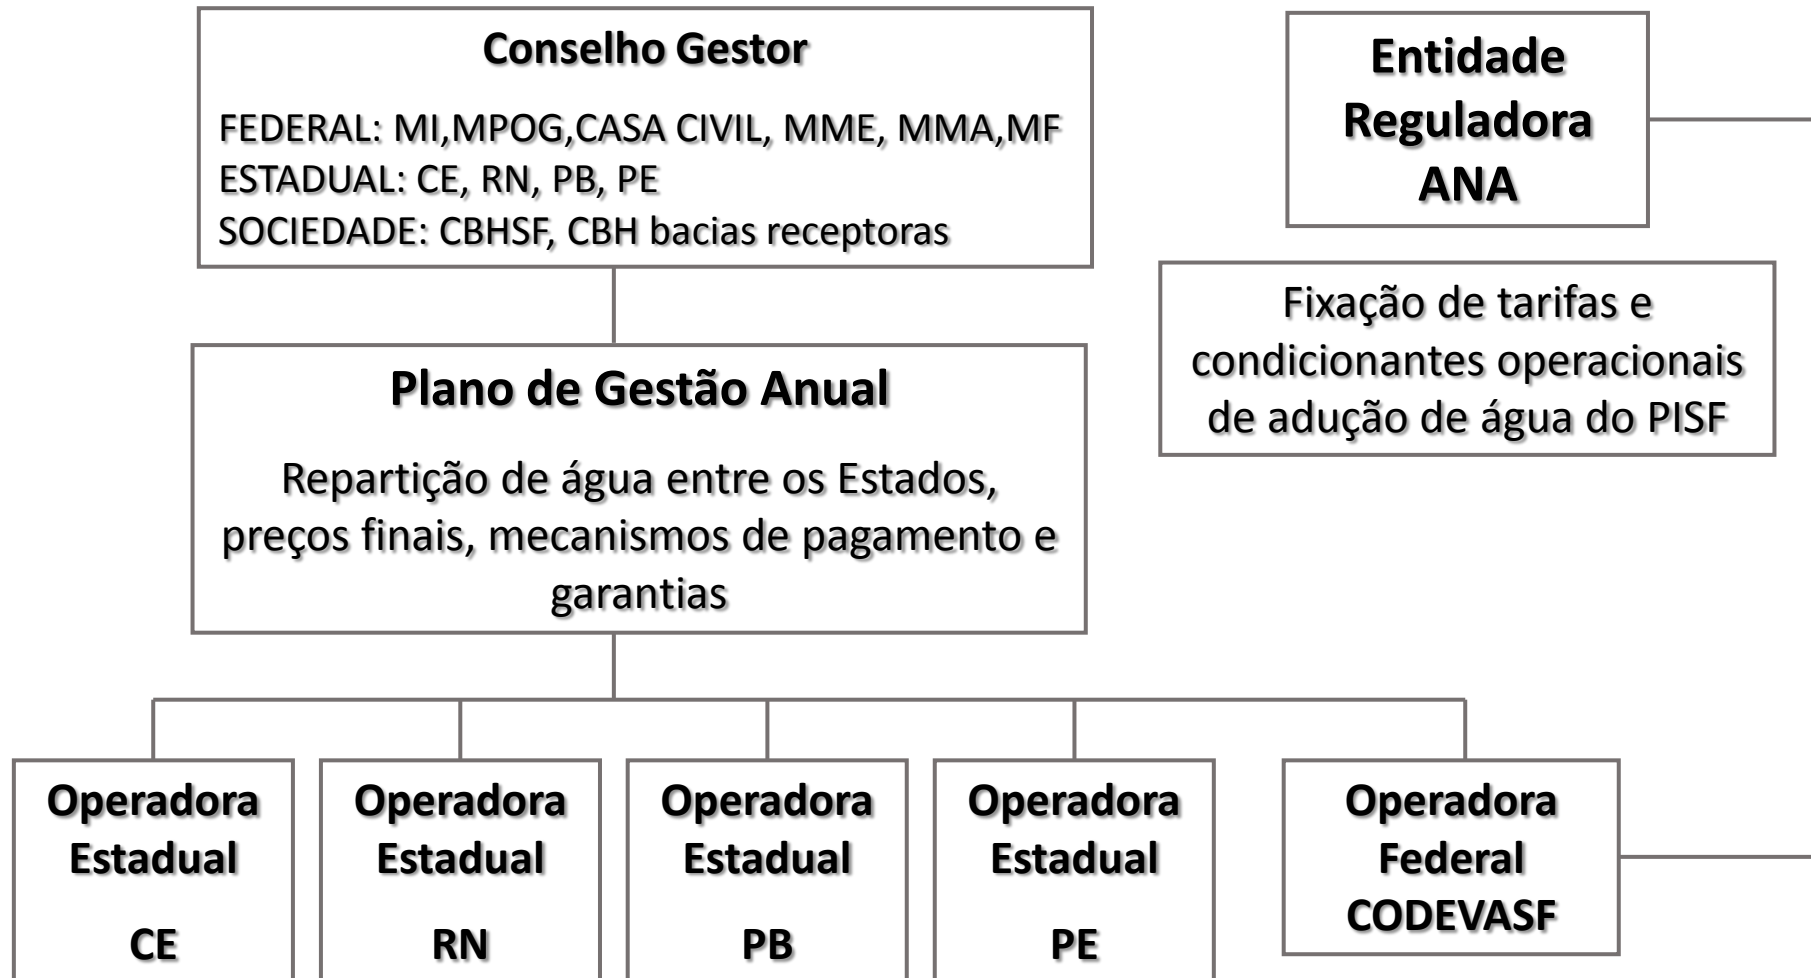 Conselho Gestor
FEDERAL: MI,MPOG,CASA CIVIL, MME, MMA,MF
ESTADUAL: CE, RN, PB, PE
SOCIEDADE: CBHSF, CBH bacias receptoras
Entidade
Reguladora
ANA
Fixação de tarifas e
condicionantes operacionais
de adução de água do PISF
Plano de Gestão Anual
Repartição de água entre os Estados,
preços finais, mecanismos de pagamento e
garantias
Operadora
Estadual
CE
Operadora
Estadual
RN
Operadora
Estadual
PB
Operadora
Estadual
PE
Operadora
Federal
CODEVASF